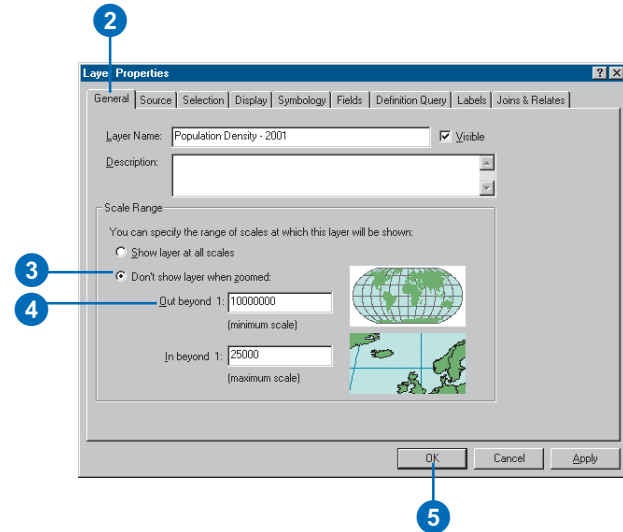 2
Layer Properties
General Source Selection Display Symbology Fields Definition Query Labels Joins & Relates
Layer Name: Population Density - 2001 Visible
Description:
Scale Range
You can specify the range of scales at which this layer will be shown:
Show layer at all scales
3 Don't show layer when zoomed:
4 Out beyond 1: 10000000
(minimum scale)
In beyond 1: 25000
(maximum scale)
OK Cancel Apply
5